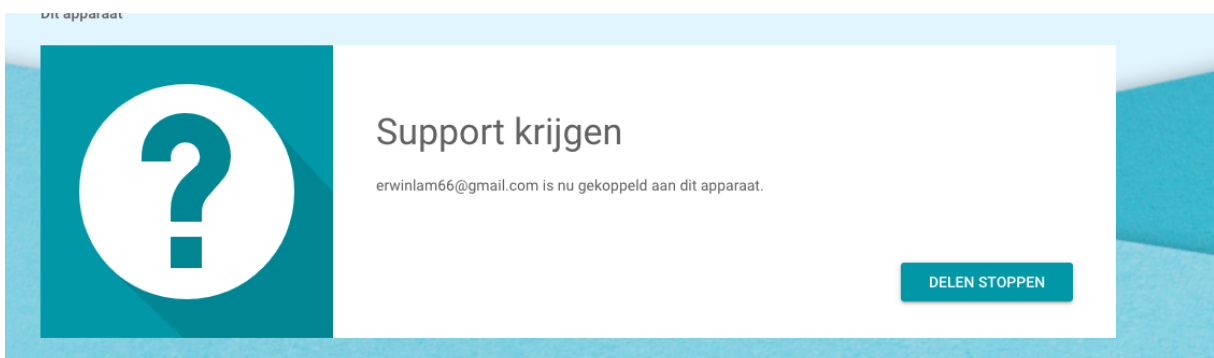 Dit apparaat
Support krijgen
erwinlam66@gmail.com is nu gekoppeld aan dit apparaat.
DELEN STOPPEN